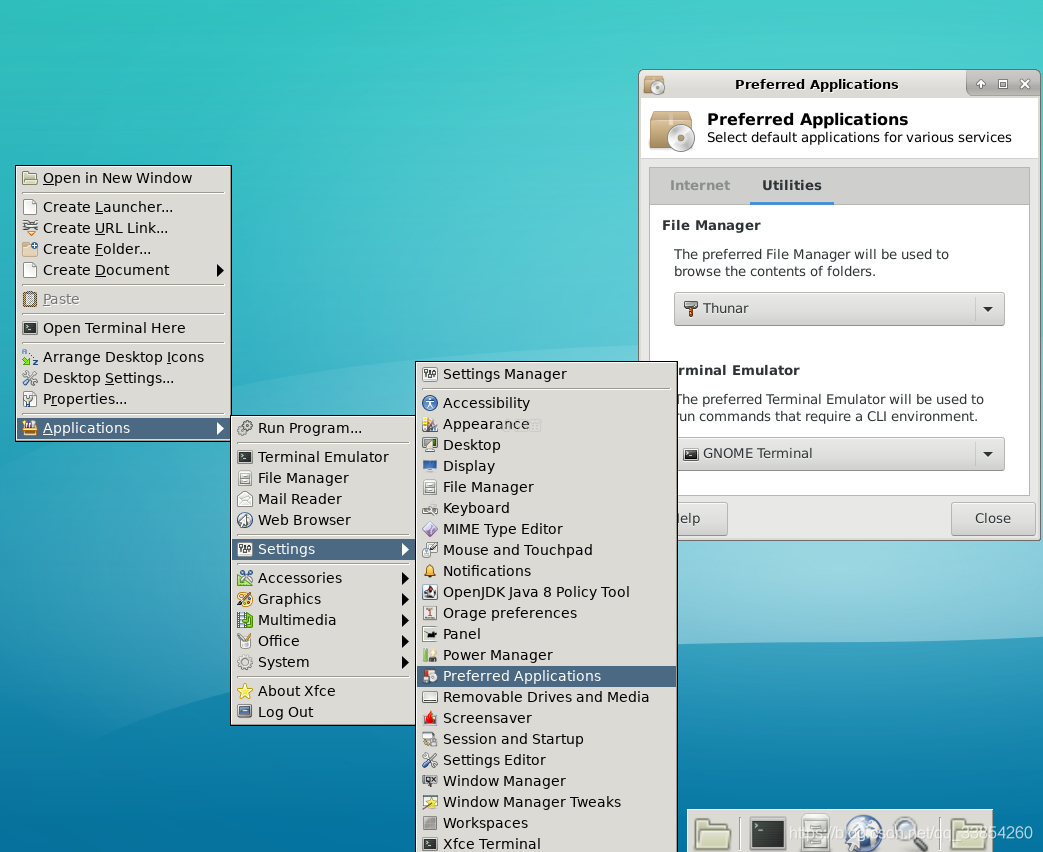 Open in New Window
Create Launcher...
Create URL Link...
Create Folder...
Create Document
Paste
Open Terminal Here
Arrange Desktop Icons
Desktop Settings...
Properties...
Applications
Run Program...
Terminal Emulator
File Manager
Mail Reader
Web Browser
Settings
Accessories
Graphics
Multimedia
Office
System
About Xfce
Log Out
Settings Manager
Accessibility
Appearance
Desktop
Display
File Manager
Keyboard
MIME Type Editor
Mouse and Touchpad
Notifications
OpenJDK Java 8 Policy Tool
Orage preferences
Panel
Power Manager
Preferred Applications
Removable Drives and Media
Screensaver
Session and Startup
Settings Editor
Window Manager
Window Manager Tweaks
Workspaces
Xfce Terminal
Preferred Applications
Preferred Applications
Select default applications for various services
Internet Utilities
File Manager
The preferred File Manager will be used to
browse the contents of folders.
Thunar
rminal Emulator
The preferred Terminal Emulator will be used to
run commands that require a CLI environment.
GNOME Terminal
elp
Close